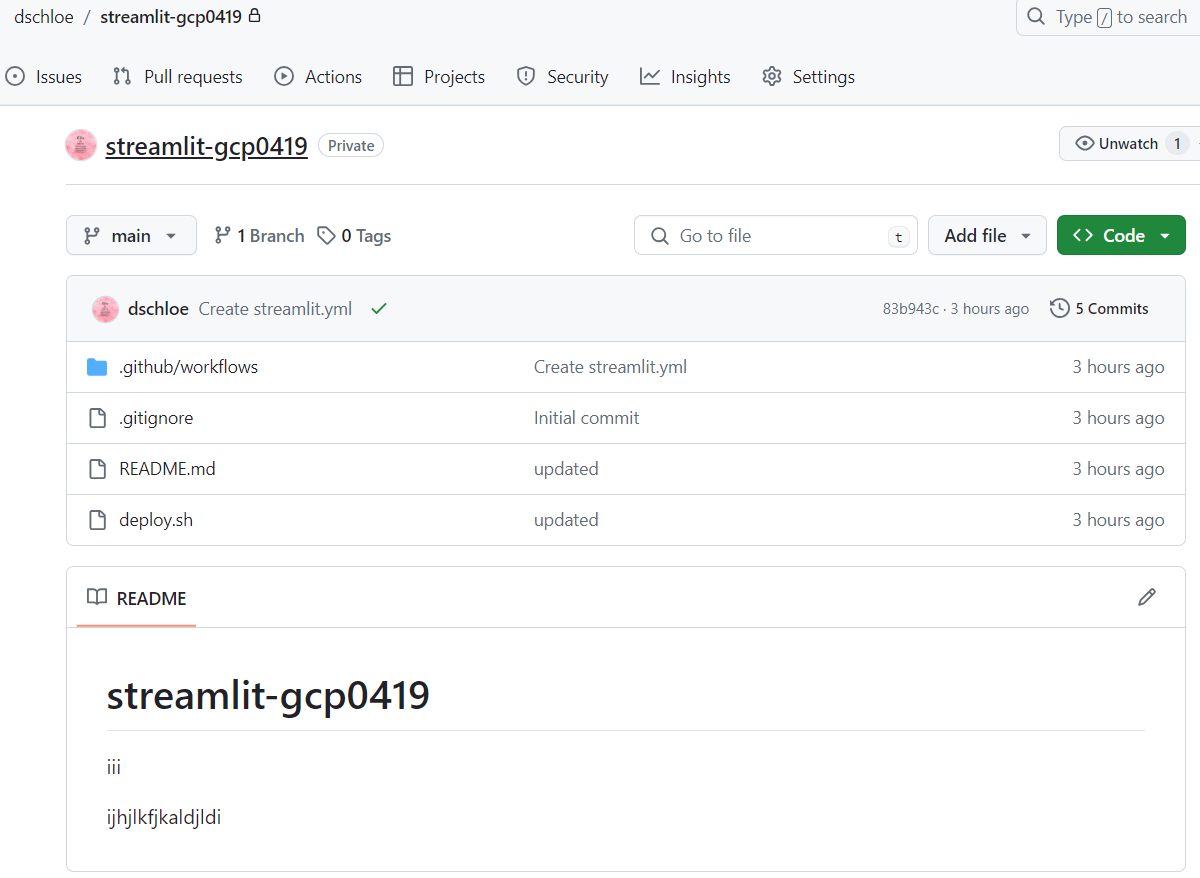 dschloe / streamlit-gcp0419
Type / to search
Issues Pull requests Actions Projects Security Insights Settings
streamlit-gcp0419 Private
Unwatch 1
main 1 Branch 0 Tags
Go to file t
Add file
Code
dschloe Create streamlit.yml 83b943c · 3 hours ago 5 Commits
.github/workflows Create streamlit.yml 3 hours ago
.gitignore Initial commit 3 hours ago
README.md updated 3 hours ago
deploy.sh updated 3 hours ago
README
streamlit-gcp0419
iii
ijhjlkfjkaldjldi